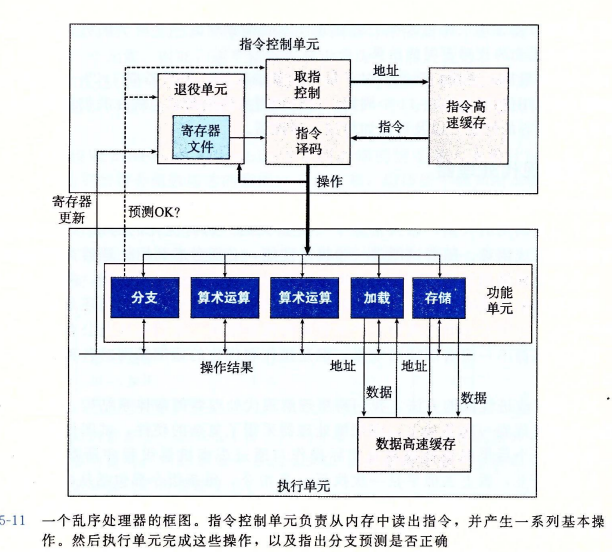 指令控制单元
取指
控制
地址
指令高
速缓存
退役单元
寄存器
文件
指令
译码
指令
操作
寄存器
更新
预测OK?
分支
算术运算
算术运算
加载
存储
功能
单元
操作结果
地址
地址
数据
数据
数据高速缓存
执行单元
5-11 一个乱序处理器的框图。指令控制单元负责从内存中读出指令，并产生一系列基本操
作。然后执行单元完成这些操作，以及指出分支预测是否正确